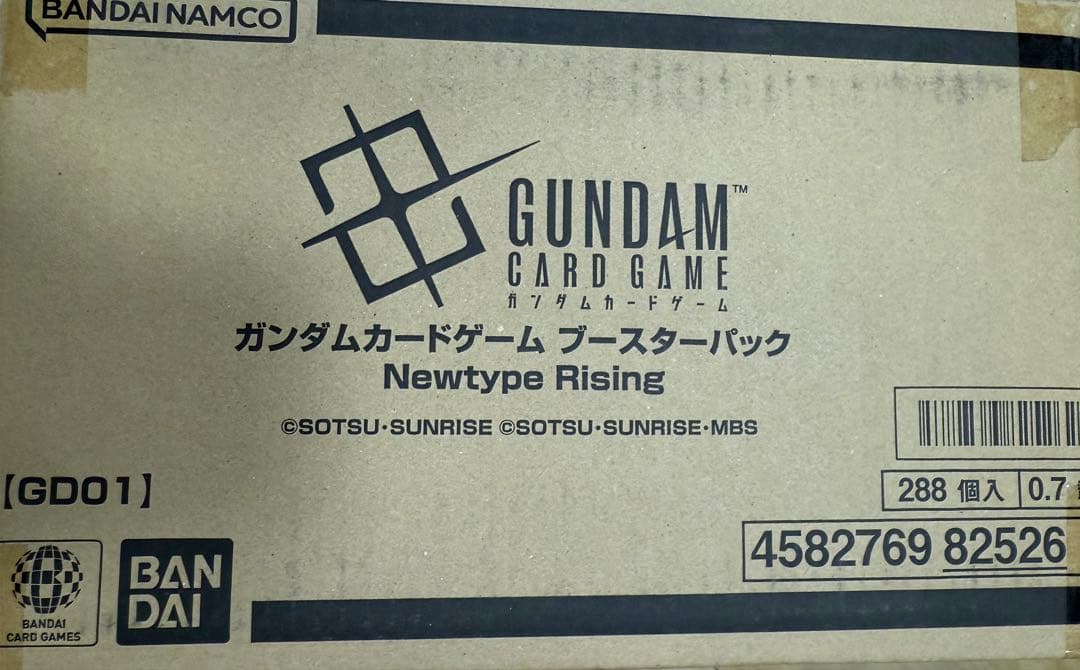 BANDAI NAMCO
GUNDAM™
CARD GAME
ガンダムカードゲーム
ガンダムカードゲーム ブースターパック
Newtype Rising
©SOTSU・SUNRISE ©SOTSU・SUNRISE・MBS
【GD01】
288 個入 0.7
4582769 82526
BANDAI
CARD GAMES
BAN
DAI